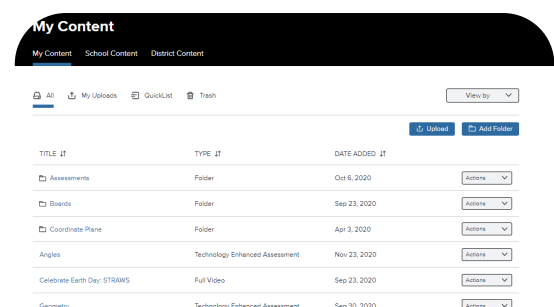 My Content
My Content School Content District Content
All My Uploads QuickList Trash View by
Upload Add Folder
TITLE TYPE DATE ADDED
Assessments Folder Oct 6, 2020 Actions
Boards Folder Sep 23, 2020 Actions
Coordinate Plane Folder Apr 3, 2020 Actions
Angles Technology Enhanced Assessment Nov 23, 2020 Actions
Celebrate Earth Day: STRAWS Full Video Sep 23, 2020 Actions
Geometry Technology Enhanced Assessment Sep 30, 2020 Actions